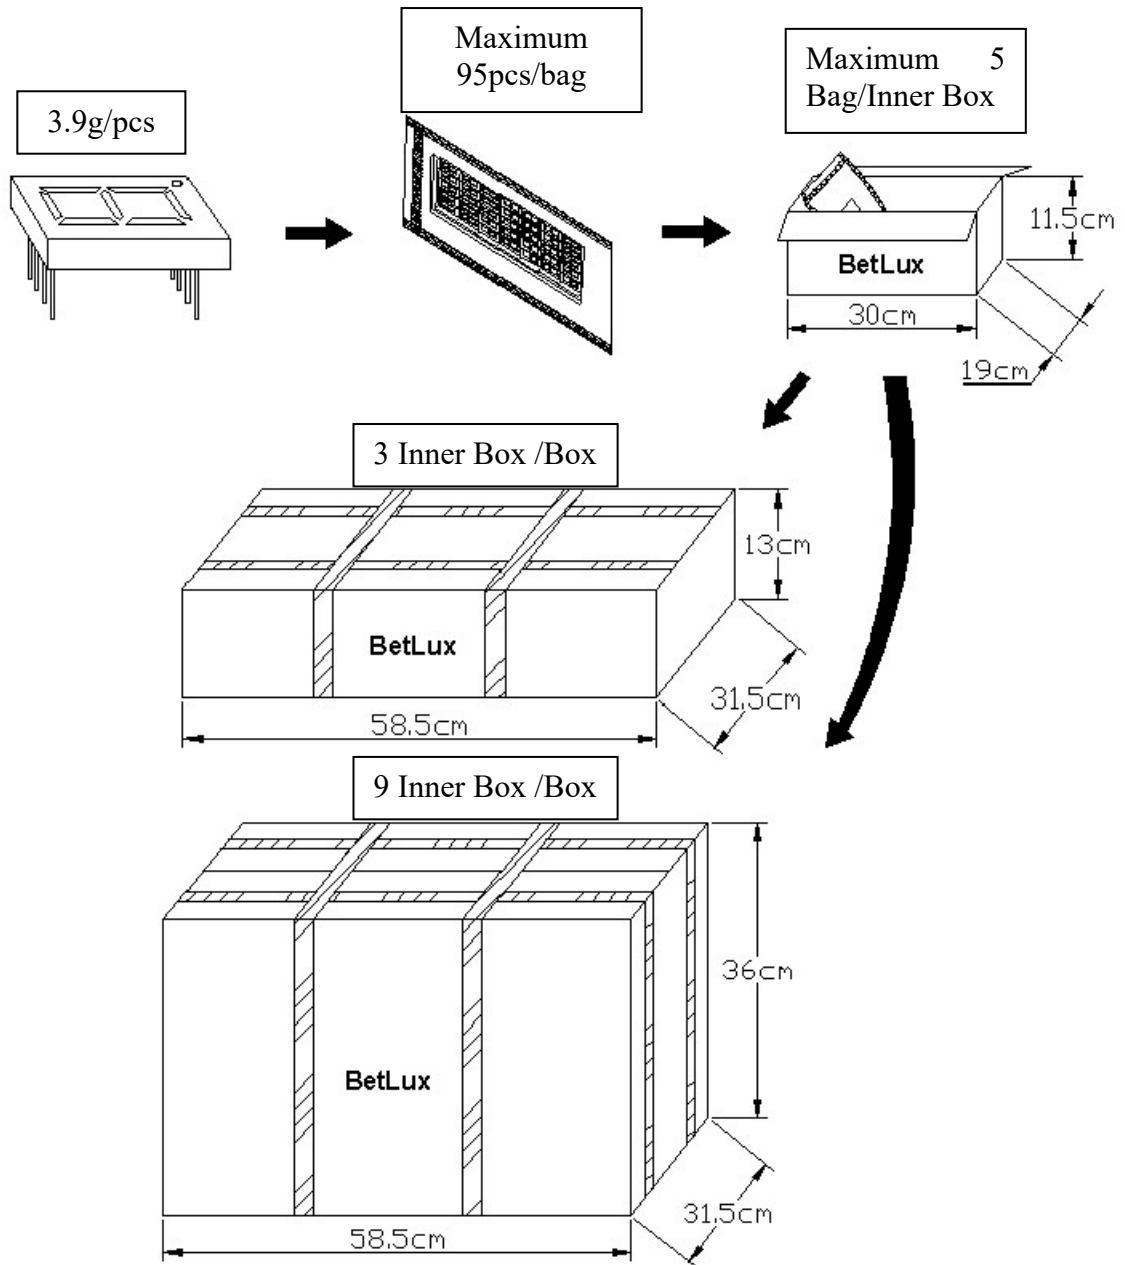 Maximum
95pcs/bag
Maximum 5
Bag/Inner Box
3.9g/pcs
11.5cm
BetLux
30cm
19cm
3 Inner Box /Box
13cm
BetLux
31.5cm
58.5cm
9 Inner Box /Box
36cm
BetLux
31.5cm
58.5cm